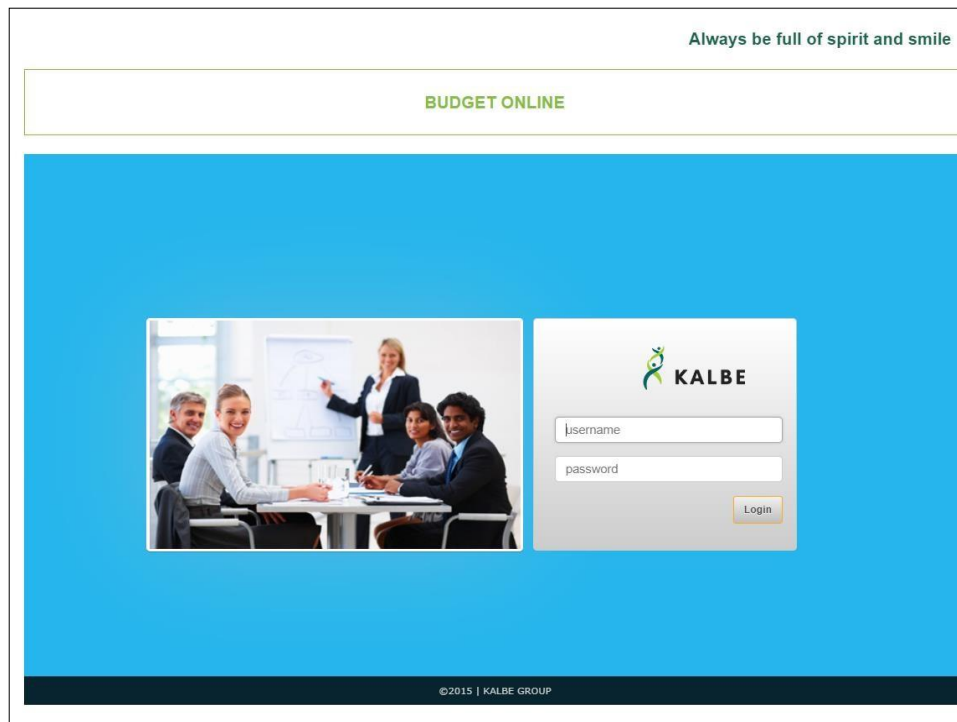 Always be full of spirit and smile
BUDGET ONLINE
KALBE
username
password
Login
©2015 | KALBE GROUP